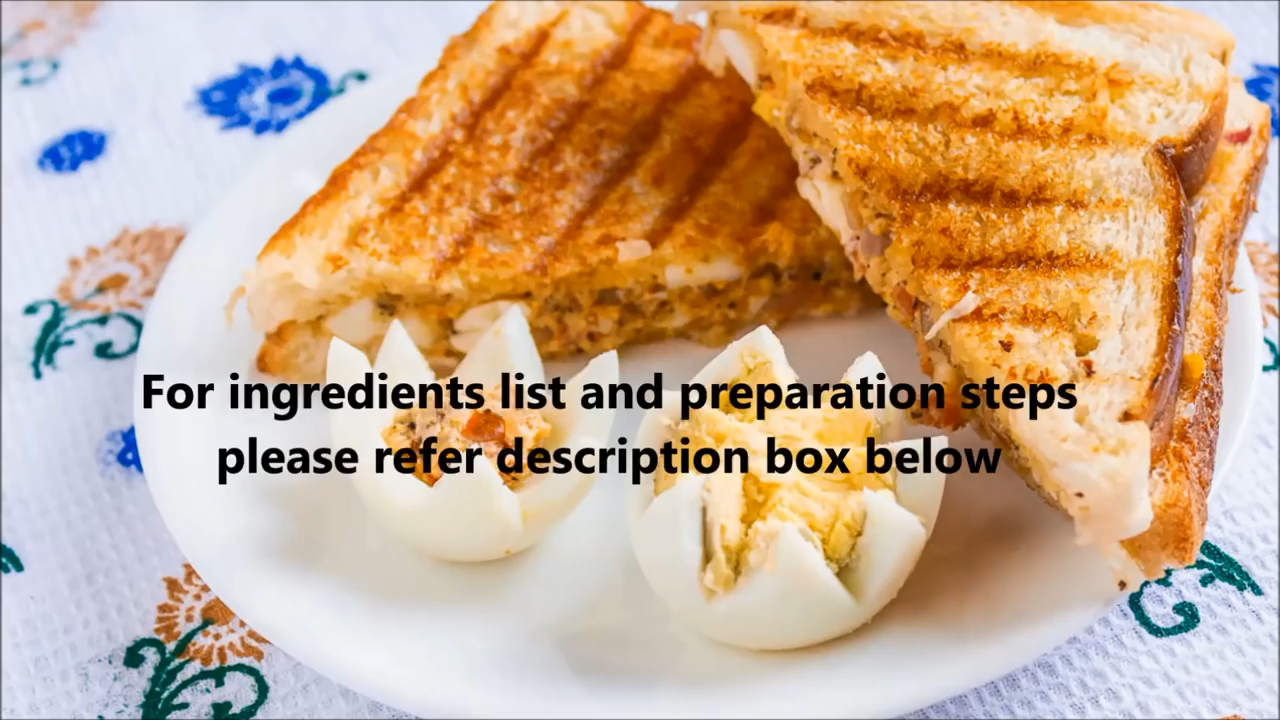 For ingredients list and preparation steps
please refer description box below